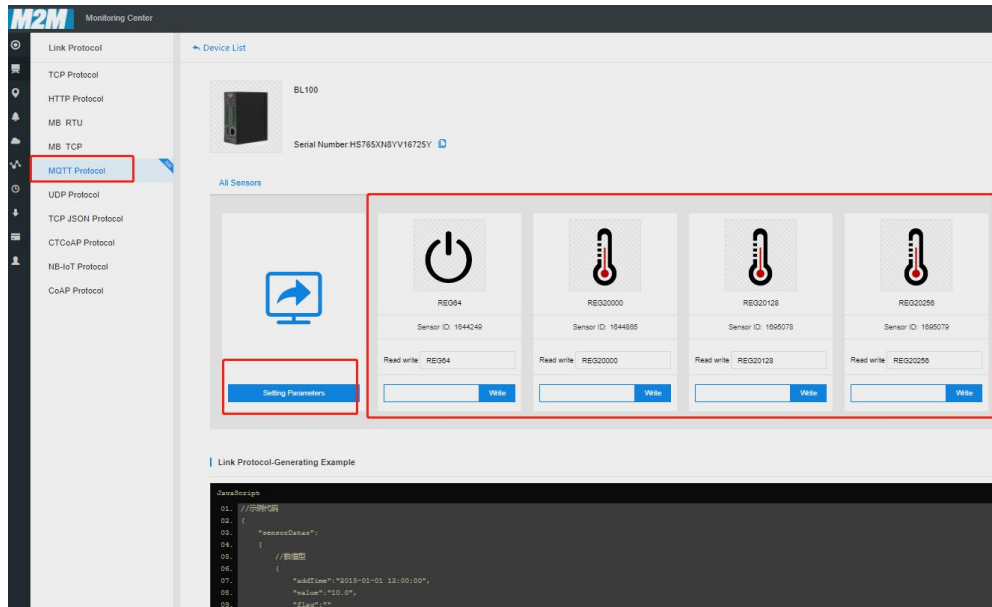 M2M Monitoring Center
Link Protocol
Device List
TCP Protocol
HTTP Protocol
MB RTU
MB TCP
MQTT Protocol
UDP Protocol
TCP JSON Protocol
CTCoAP Protocol
NB-IoT Protocol
CoAP Protocol
BL100
Serial Number:HS765XN8YV16725Y
All Sensors
Setting Parameters
REG64
Sensor ID: 1644249
Read write REG64
Write
REG20000
Sensor ID: 1644865
Read write REG20000
Write
REG20128
Sensor ID: 1695078
Read write REG20128
Write
REG20256
Sensor ID: 1695079
Read write REG20256
Write
Link Protocol-Generating Example
JavaScript
01. //示例代码
02. {
03. "sensorDatas":
04. [
05. //数值型
06. {
07. "addTime":"2015-01-01 12:00:00",
08. "value":"10.0",
09. "flag":""